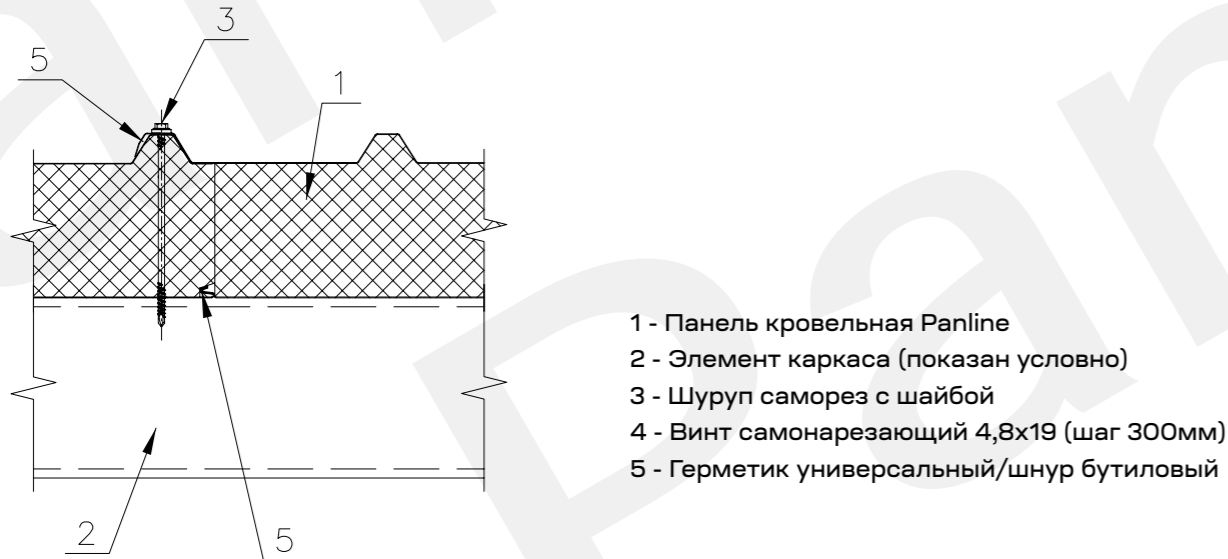 3
5
1
1 - Панель кровельная Panline
2 - Элемент каркаса (показан условно)
3 - Шуруп саморез с шайбой
4 - Винт самонарезающий 4,8х19 (шаг 300мм)
5 - Герметик универсальный/шнур бутиловый
2
5